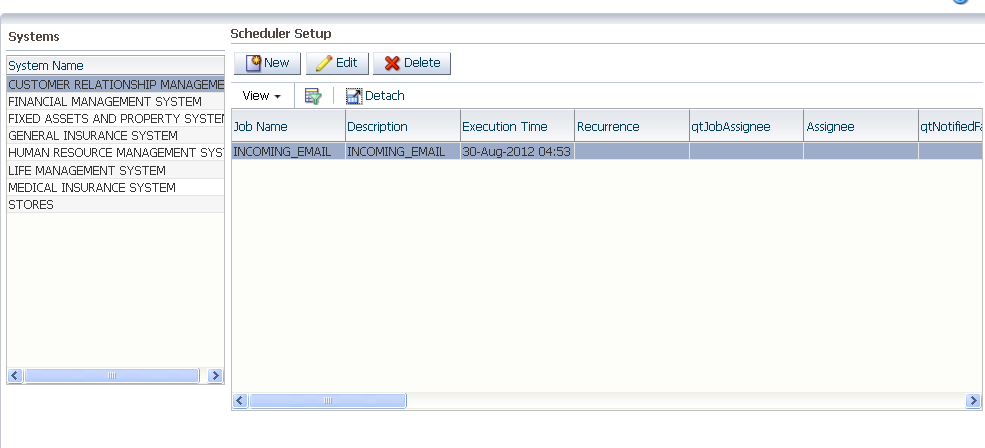 Systems
System Name
CUSTOMER RELATIONSHIP MANAGEME
FINANCIAL MANAGEMENT SYSTEM
FIXED ASSETS AND PROPERTY SYSTEM
GENERAL INSURANCE SYSTEM
HUMAN RESOURCE MANAGEMENT SYS
LIFE MANAGEMENT SYSTEM
MEDICAL INSURANCE SYSTEM
STORES
Scheduler Setup
New Edit Delete
View Detach
Job Name Description Execution Time Recurrence qtJobAssignee Assignee qtNotifiedFa
INCOMING_EMAIL INCOMING_EMAIL 30-Aug-2012 04:53